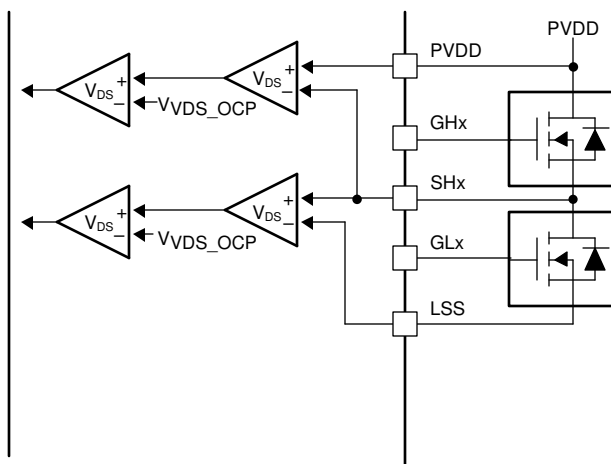 PVDD
PVDD
+
V_DS
−
V_VDS_OCP
+
V_DS
−
GHx
SHx
+
V_DS
−
V_VDS_OCP
+
V_DS
−
GLx
LSS